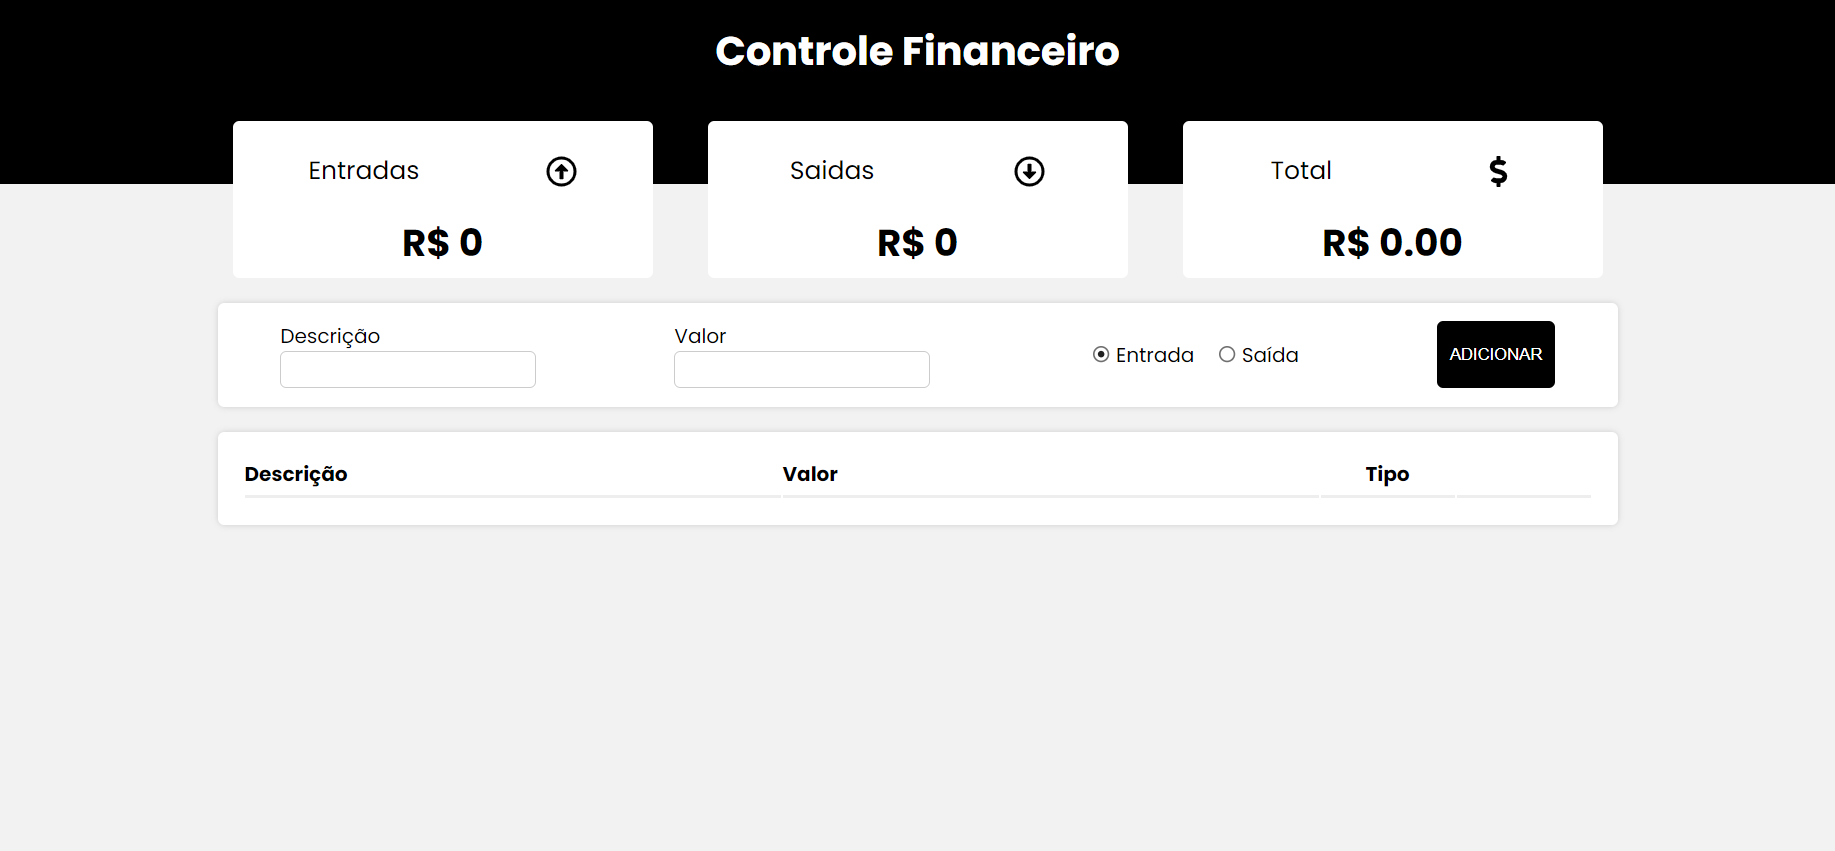 Controle Financeiro
Entradas
R$ 0
Saidas
R$ 0
Total
$
R$ 0.00
Descrição
Valor
Entrada
Saída
ADICIONAR
Descrição Valor Tipo